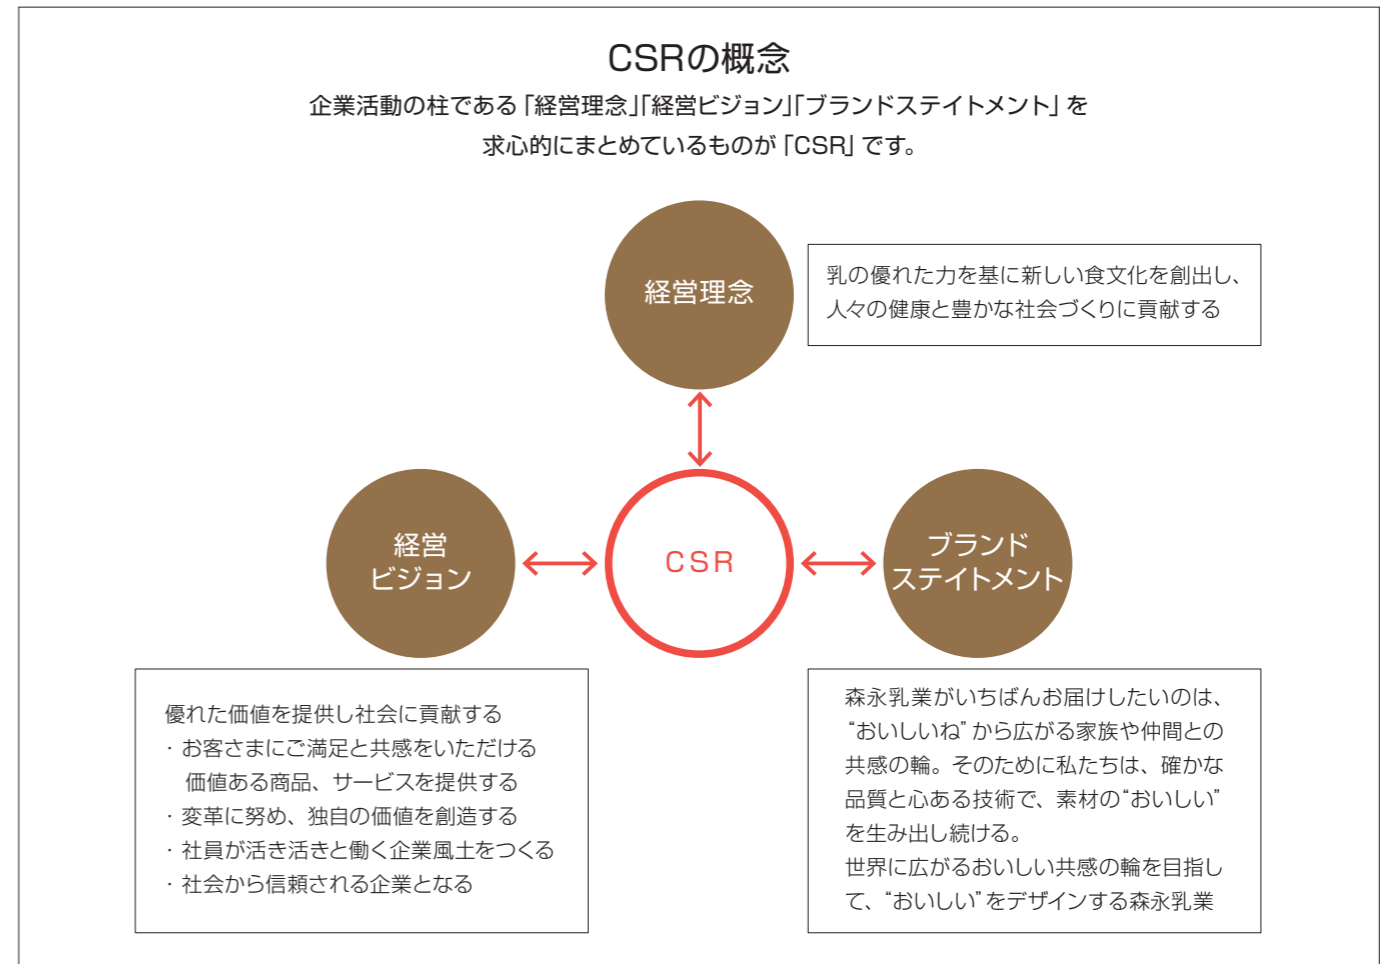 CSRの概念
企業活動の柱である「経営理念」「経営ビジョン」「ブランドステイトメント」を
求心的にまとめているものが「CSR」です。
経営理念
乳の優れた力を基に新しい食文化を創出し、
人々の健康と豊かな社会づくりに貢献する
経営
ビジョン
CSR
ブランド
ステイトメント
優れた価値を提供し社会に貢献する
・お客さまにご満足と共感をいただける
価値ある商品、サービスを提供する
・変革に努め、独自の価値を創造する
・社員が活き活きと働く企業風土をつくる
・社会から信頼される企業となる
森永乳業がいちばんお届けしたいのは、
“おいしいね”から広がる家族や仲間との
共感の輪。そのために私たちは、確かな
品質と心ある技術で、素材の“おいしい”
を生み出し続ける。
世界に広がるおいしい共感の輪を目指し
て、“おいしい”をデザインする森永乳業